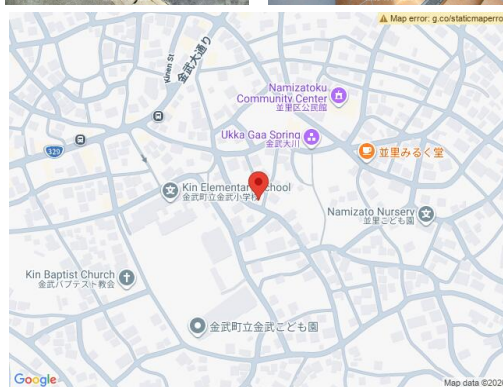 Map error: g.co/staticmaperro
Kinen St
金武大通り
Namizatoku
Community Center
並里区公民館
Ukka Gaa Spring
金武大川
並里みるく堂
329
Kin Elementary School
金武町立金武小学校
Namizato Nursery
並里こども園
Kin Baptist Church
金武バプテスト教会
金武町立金武こども園
Google
Map data ©202